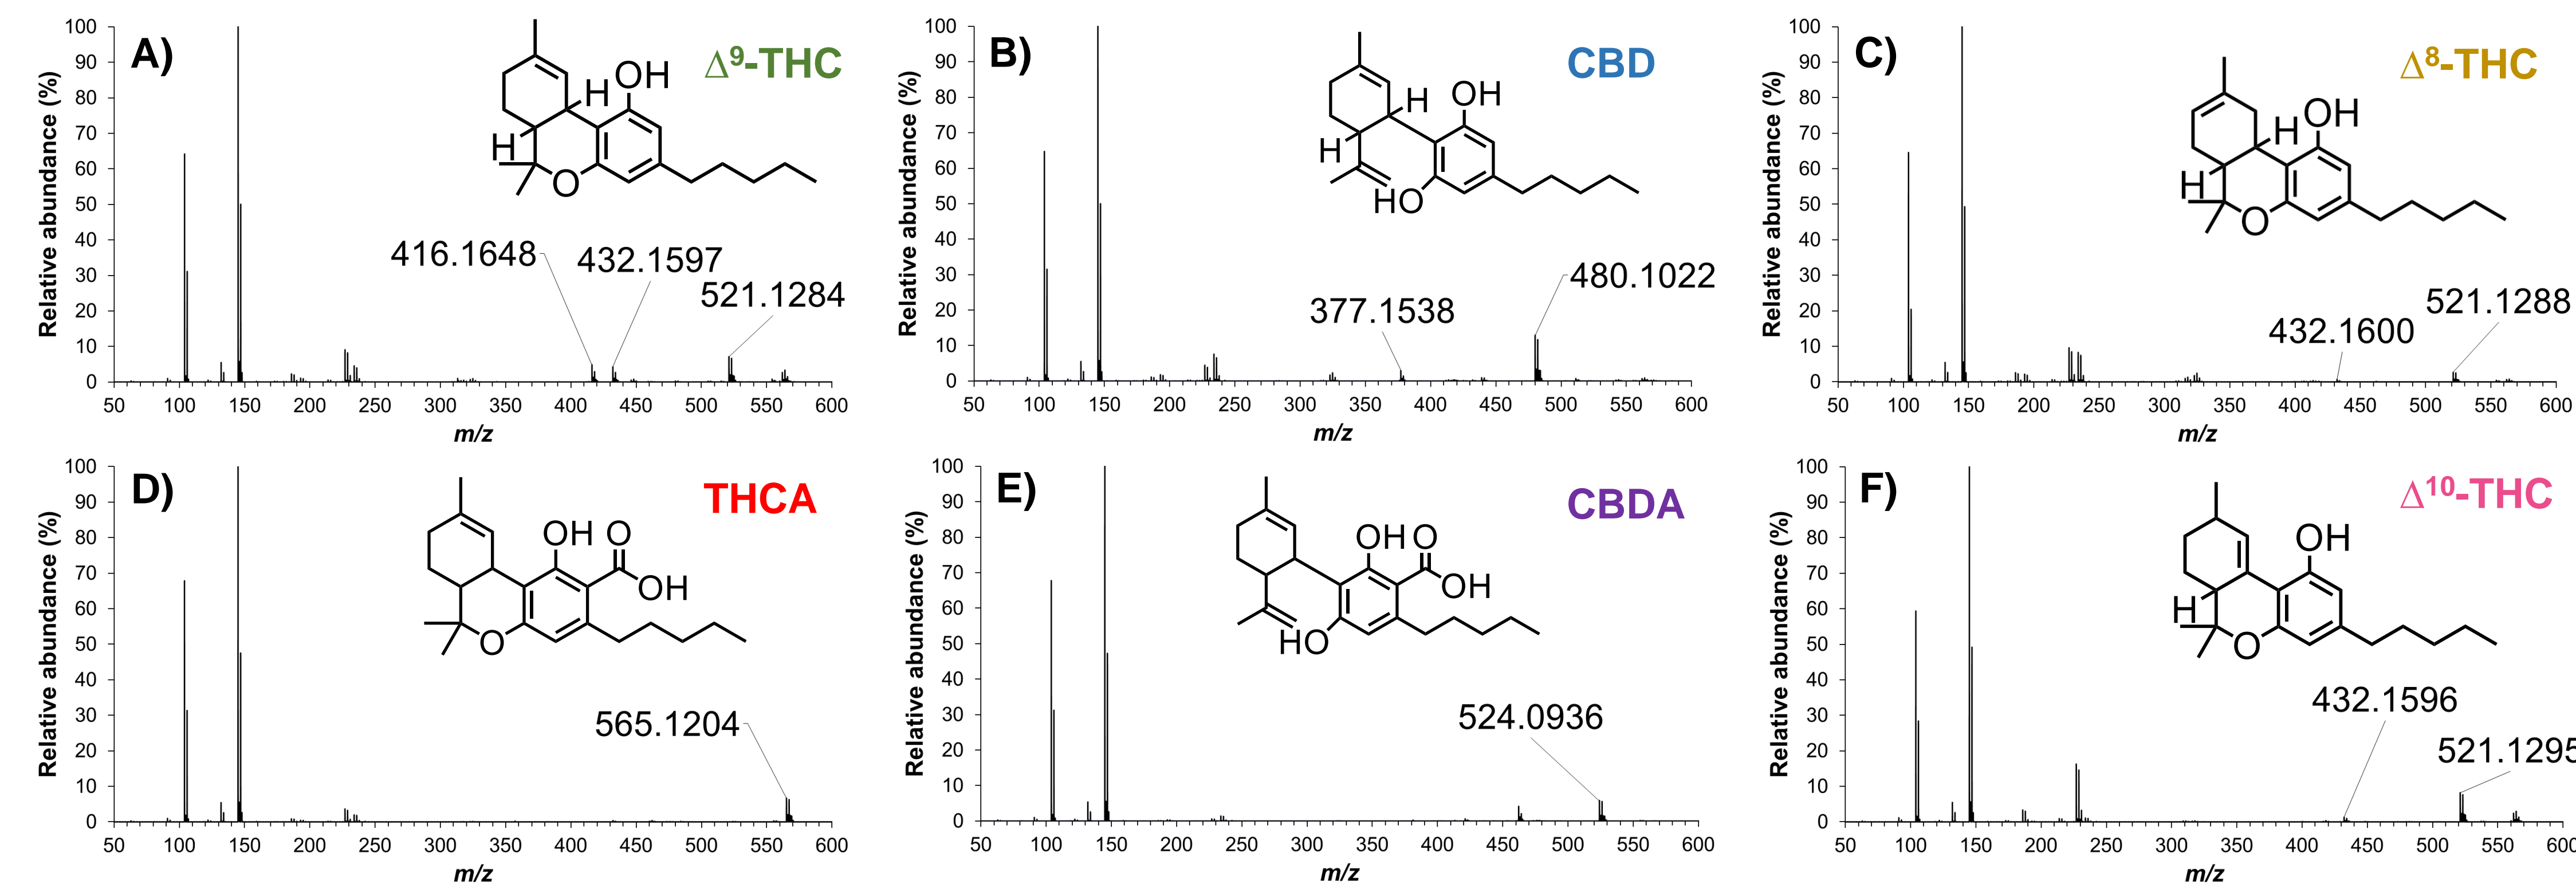 A)
Δ9-THC
Relative abundance (%)
100
90
80
70
60
50
40
30
20
10
0
H
OH
H
O
416.1648
432.1597
521.1284
50 100 150 200 250 300 350 400 450 500 550 600
m/z
B)
CBD
Relative abundance (%)
100
90
80
70
60
50
40
30
20
10
0
H
OH
H
HO
377.1538
480.1022
50 100 150 200 250 300 350 400 450 500 550 600
m/z
C)
Δ8-THC
Relative abundance (%)
100
90
80
70
60
50
40
30
20
10
0
H
OH
H
O
432.1600
521.1288
50 100 150 200 250 300 350 400 450 500 550 600
m/z
D)
THCA
Relative abundance (%)
100
90
80
70
60
50
40
30
20
10
0
OH O
OH
O
565.1204
50 100 150 200 250 300 350 400 450 500 550 600
m/z
E)
CBDA
Relative abundance (%)
100
90
80
70
60
50
40
30
20
10
0
OH O
OH
HO
524.0936
50 100 150 200 250 300 350 400 450 500 550 600
m/z
F)
Δ10-THC
Relative abundance (%)
100
90
80
70
60
50
40
30
20
10
0
OH
H
O
432.1596
521.1295
50 100 150 200 250 300 350 400 450 500 550 600
m/z